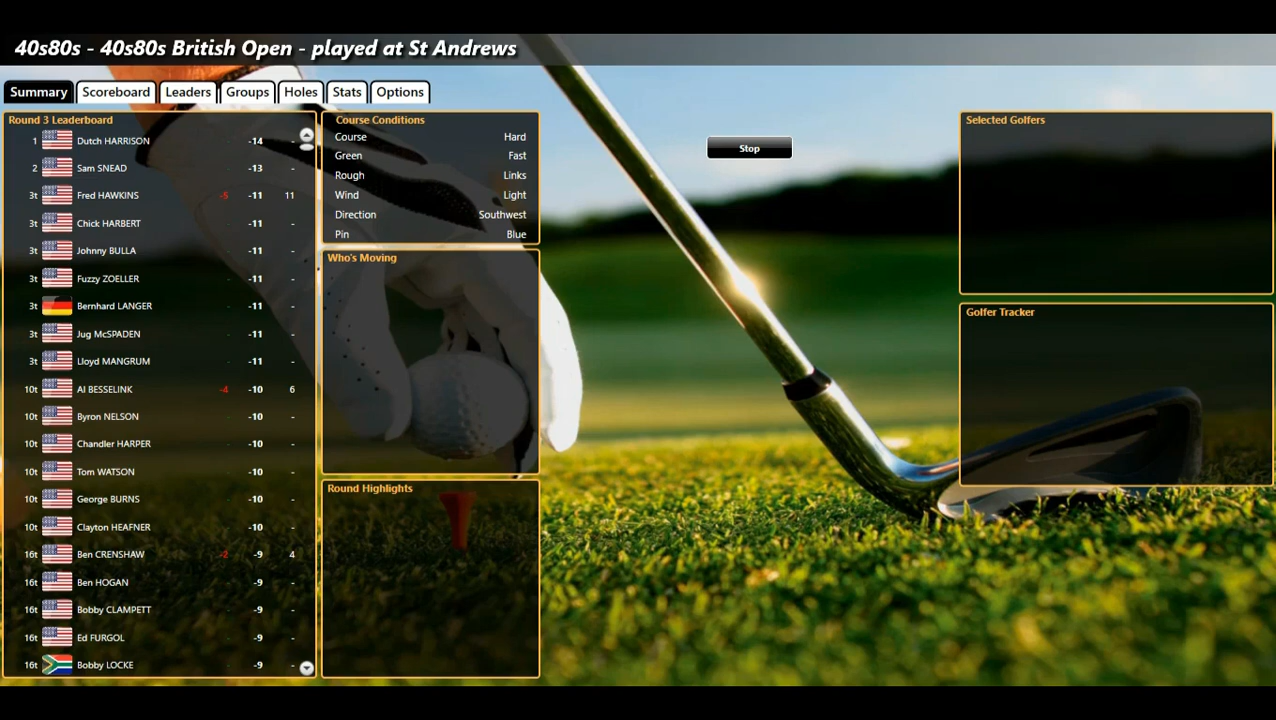 40s80s - 40s80s British Open - played at St Andrews
Summary Scoreboard Leaders Groups Holes Stats Options
Round 3 Leaderboard
1 Dutch HARRISON - -14 -
2 Sam SNEAD - -13 -
3t Fred HAWKINS -5 -11 11
3t Chick HARBERT - -11 -
3t Johnny BULLA - -11 -
3t Fuzzy ZOELLER - -11 -
3t Bernhard LANGER - -11 -
3t Jug McSPADEN - -11 -
3t Lloyd MANGRUM - -11 -
10t Al BESSELINK -4 -10 6
10t Byron NELSON - -10 -
10t Chandler HARPER - -10 -
10t Tom WATSON - -10 -
10t George BURNS - -10 -
10t Clayton HEAFNER - -10 -
16t Ben CRENSHAW -2 -9 4
16t Ben HOGAN - -9 -
16t Bobby CLAMPETT - -9 -
16t Ed FURGOL - -9 -
16t Bobby LOCKE - -9 -
Course Conditions
Course Hard
Green Fast
Rough Links
Wind Light
Direction Southwest
Pin Blue
Who's Moving
Round Highlights
Stop
Selected Golfers
Golfer Tracker